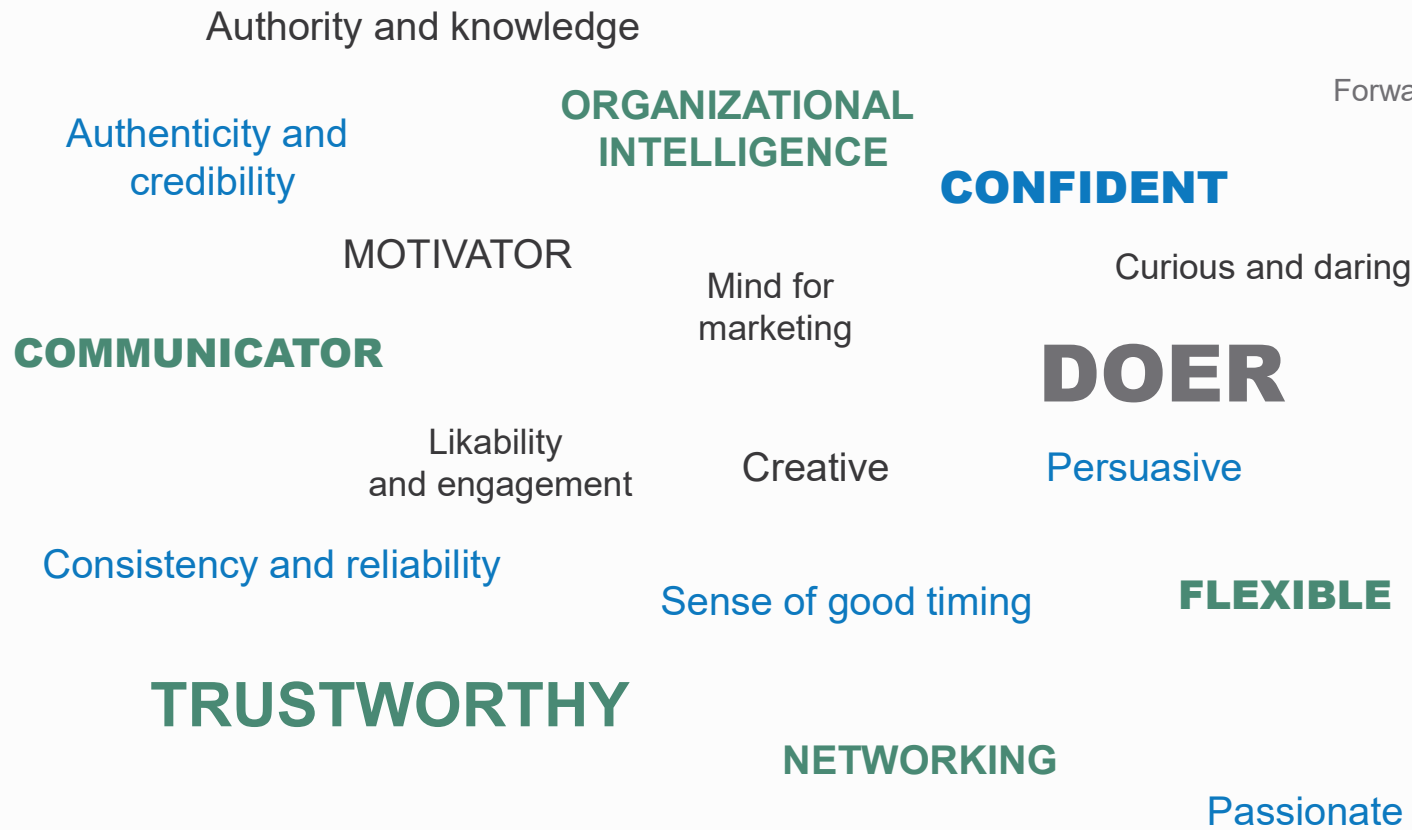 Authority and knowledge
Forwa
ORGANIZATIONAL
INTELLIGENCE
Authenticity and
credibility
CONFIDENT
MOTIVATOR
Curious and daring
Mind for
marketing
COMMUNICATOR
DOER
Likability
and engagement
Creative
Persuasive
Consistency and reliability
Sense of good timing
FLEXIBLE
TRUSTWORTHY
NETWORKING
Passionate